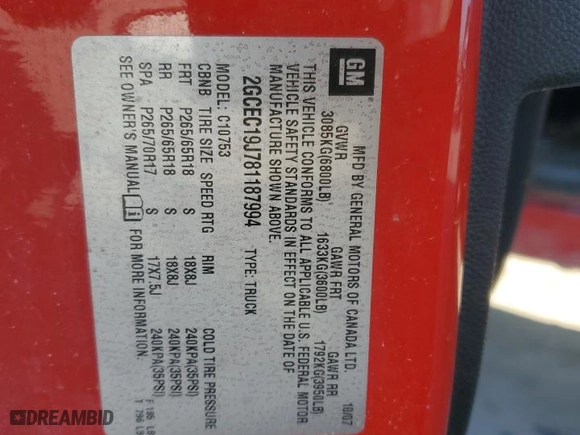 GM
MFD BY GENERAL MOTORS OF CANADA LTD. 10/07
GVWR GAWR FRT GAWR RR
3085KG(6800LB) 1633KG(3600LB) 1792KG(3950LB)
THIS VEHICLE CONFORMS TO ALL APPLICABLE U.S. FEDERAL MOTOR
VEHICLE SAFETY STANDARDS IN EFFECT ON THE DATE OF
MANUFACTURE SHOWN ABOVE.
2GCEC19J781187994 TYPE: TRUCK
MODEL: C10753
CBNB TIRE SIZE SPEED RTG RIM COLD TIRE PRESSURE
FRT P265/65R18 S 18X8J 240KPA(35PSI)
RR P265/65R18 S 18X8J 240KPA(35PSI)
SPA P265/70R17 S 17X7.5J 240KPA(35PSI)
SEE OWNER'S MANUAL FOR MORE INFORMATION.
DREAMBID